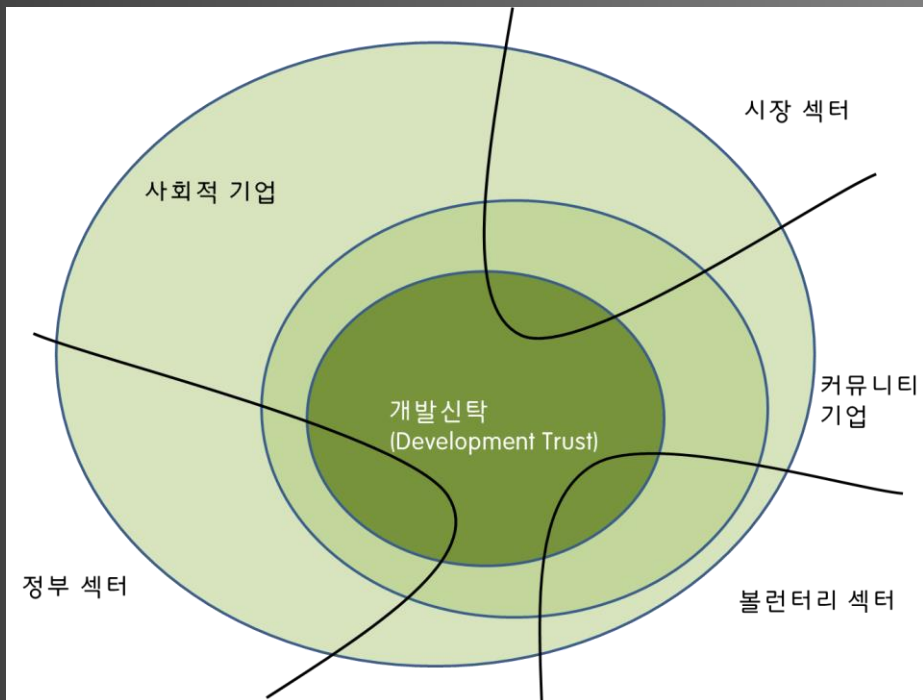 시장 섹터
사회적 기업
커뮤니티
기업
개발신탁
(Development Trust)
정부 섹터
볼런터리 섹터